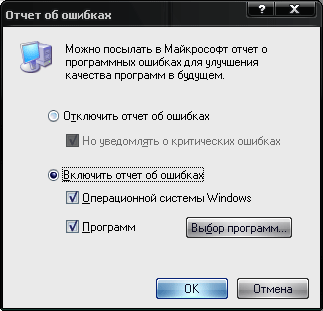 Отчет об ошибках
Можно посылать в Майкрософт отчет о
программных ошибках для улучшения
качества программ в будущем.
Отключить отчет об ошибках
Но уведомлять о критических ошибках
Включить отчет об ошибках
Операционной системы Windows
Программ
Выбор программ...
OK
Отмена